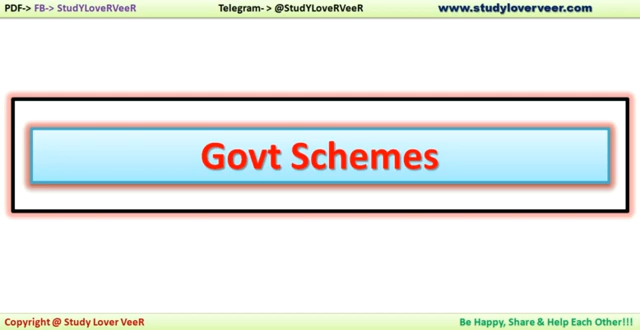 PDF-> FB-> StudYLoveRVeeR Telegram- > @StudYLoveRVeeR www.studyloverveer.com
Govt Schemes
Copyright @ Study Lover VeeR Be Happy, Share & Help Each Other!!!